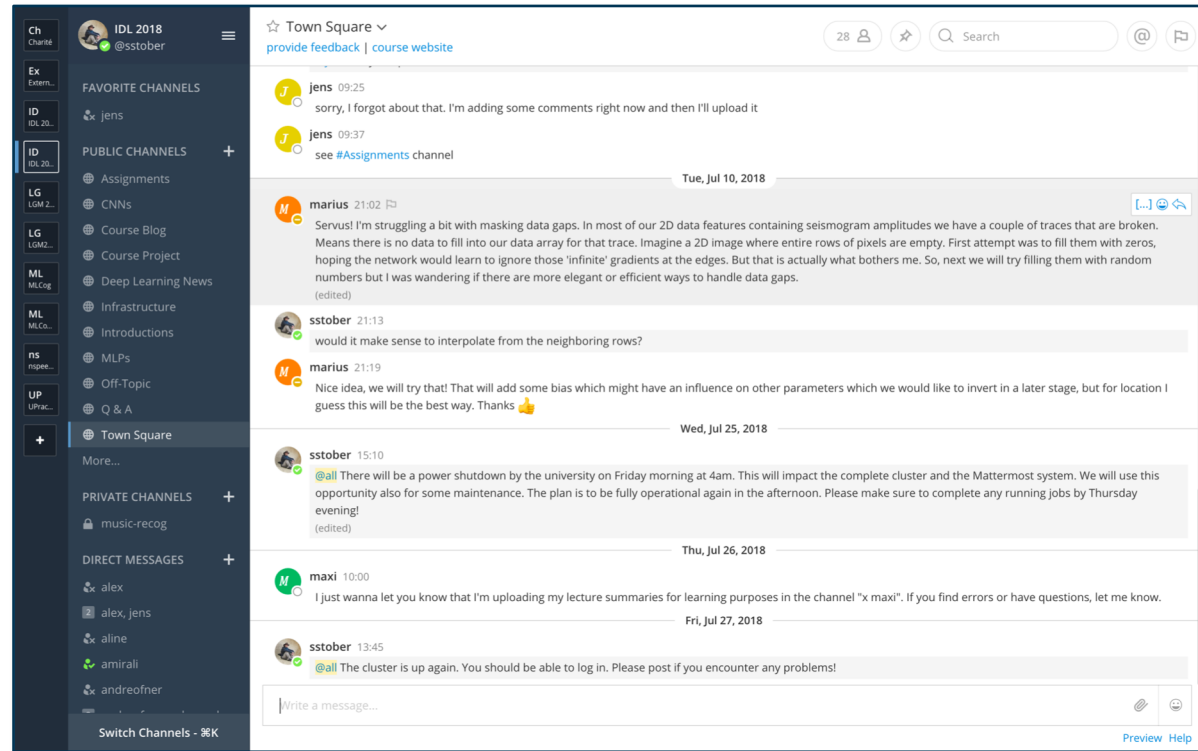 Ch
Charité
Ex
Extern...
ID
IDL 20...
ID
IDL 20...
LG
LGM 2...
LG
LGM2...
ML
MLCog
ML
MLCo...
ns
nspee...
UP
UPrac...
+
IDL 2018
@sstober
FAVORITE CHANNELS
jens
PUBLIC CHANNELS +
Assignments
CNNs
Course Blog
Course Project
Deep Learning News
Infrastructure
Introductions
MLPs
Off-Topic
Q & A
Town Square
More...
PRIVATE CHANNELS +
music-recog
DIRECT MESSAGES +
alex
2 alex, jens
aline
amirali
andreofner
Switch Channels - ⌘K
Town Square
provide feedback | course website
28
Search
@
J
jens 09:25
sorry, I forgot about that. I'm adding some comments right now and then I'll upload it
J
jens 09:37
see #Assignments channel
Tue, Jul 10, 2018
M
marius 21:02
[...]
Servus! I'm struggling a bit with masking data gaps. In most of our 2D data features containing seismogram amplitudes we have a couple of traces that are broken.
Means there is no data to fill into our data array for that trace. Imagine a 2D image where entire rows of pixels are empty. First attempt was to fill them with zeros,
hoping the network would learn to ignore those 'infinite' gradients at the edges. But that is actually what bothers me. So, next we will try filling them with random
numbers but I was wandering if there are more elegant or efficient ways to handle data gaps.
(edited)
sstober 21:13
would it make sense to interpolate from the neighboring rows?
M
marius 21:19
Nice idea, we will try that! That will add some bias which might have an influence on other parameters which we would like to invert in a later stage, but for location I
guess this will be the best way. Thanks 👍
Wed, Jul 25, 2018
sstober 15:10
@all There will be a power shutdown by the university on Friday morning at 4am. This will impact the complete cluster and the Mattermost system. We will use this
opportunity also for some maintenance. The plan is to be fully operational again in the afternoon. Please make sure to complete any running jobs by Thursday
evening!
(edited)
Thu, Jul 26, 2018
M
maxi 10:00
I just wanna let you know that I'm uploading my lecture summaries for learning purposes in the channel "x maxi". If you find errors or have questions, let me know.
Fri, Jul 27, 2018
sstober 13:45
@all The cluster is up again. You should be able to log in. Please post if you encounter any problems!
Write a message...
Preview Help